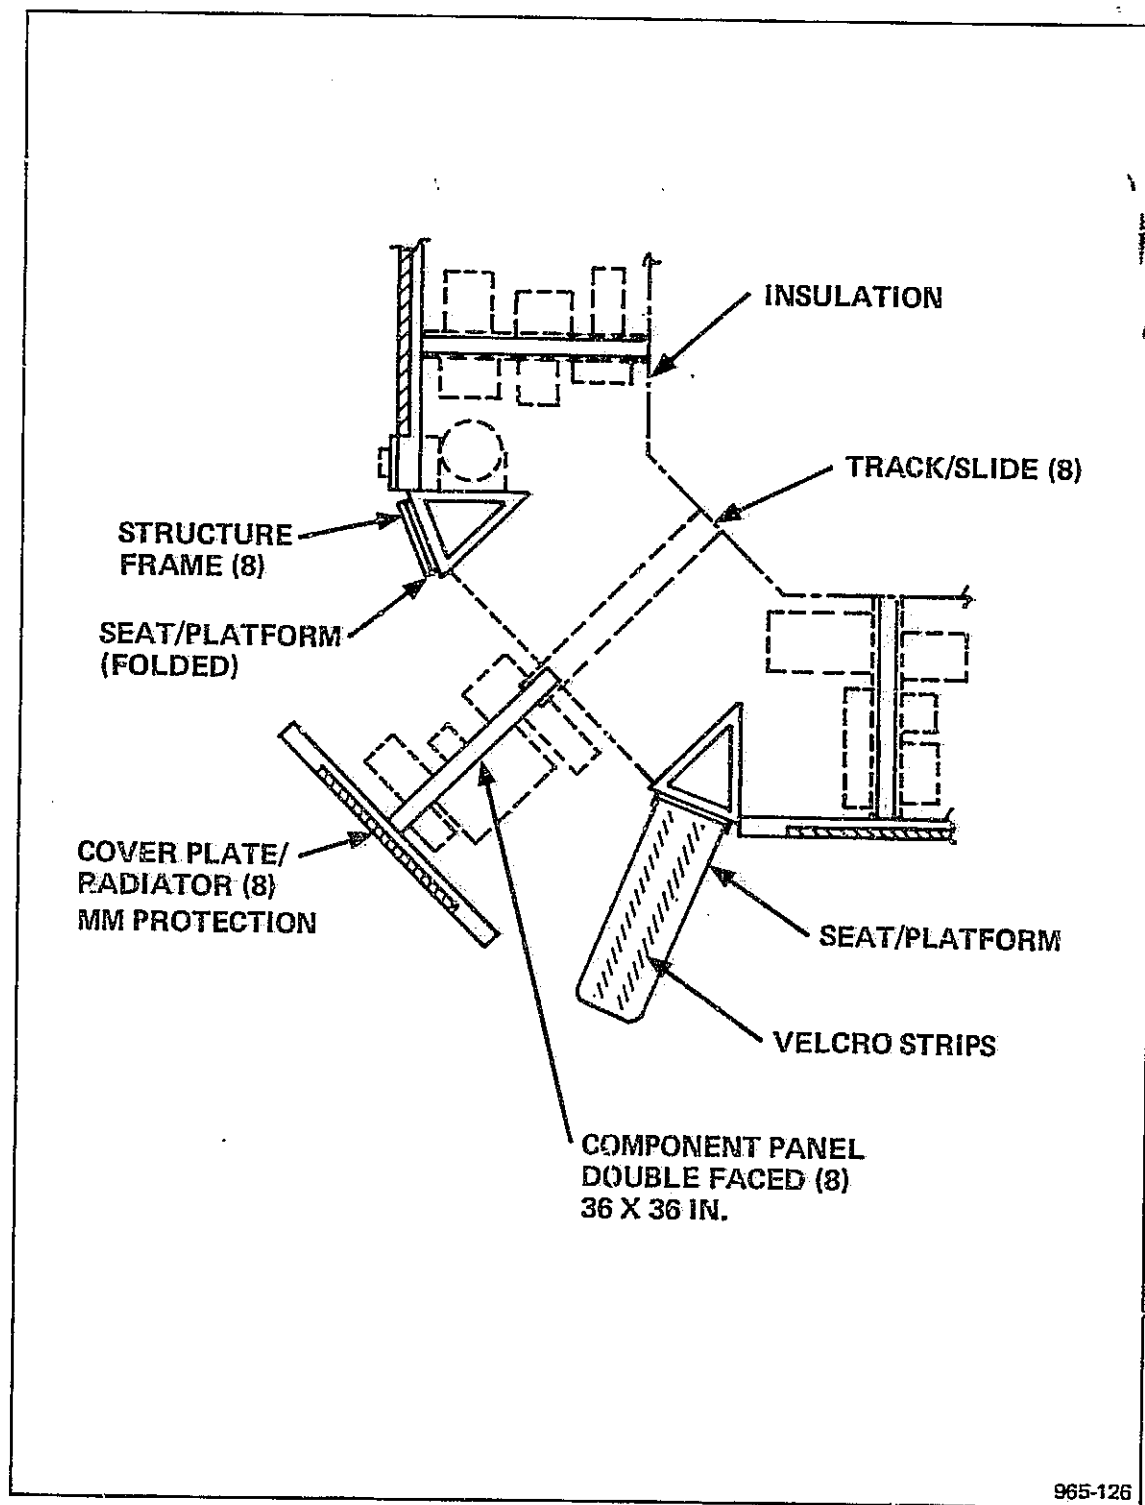 INSULATION
TRACK/SLIDE (8)
STRUCTURE
FRAME (8)
SEAT/PLATFORM
(FOLDED)
COVER PLATE/
RADIATOR (8)
MM PROTECTION
SEAT/PLATFORM
VELCRO STRIPS
COMPONENT PANEL
DOUBLE FACED (8)
36 X 36 IN.
965-126